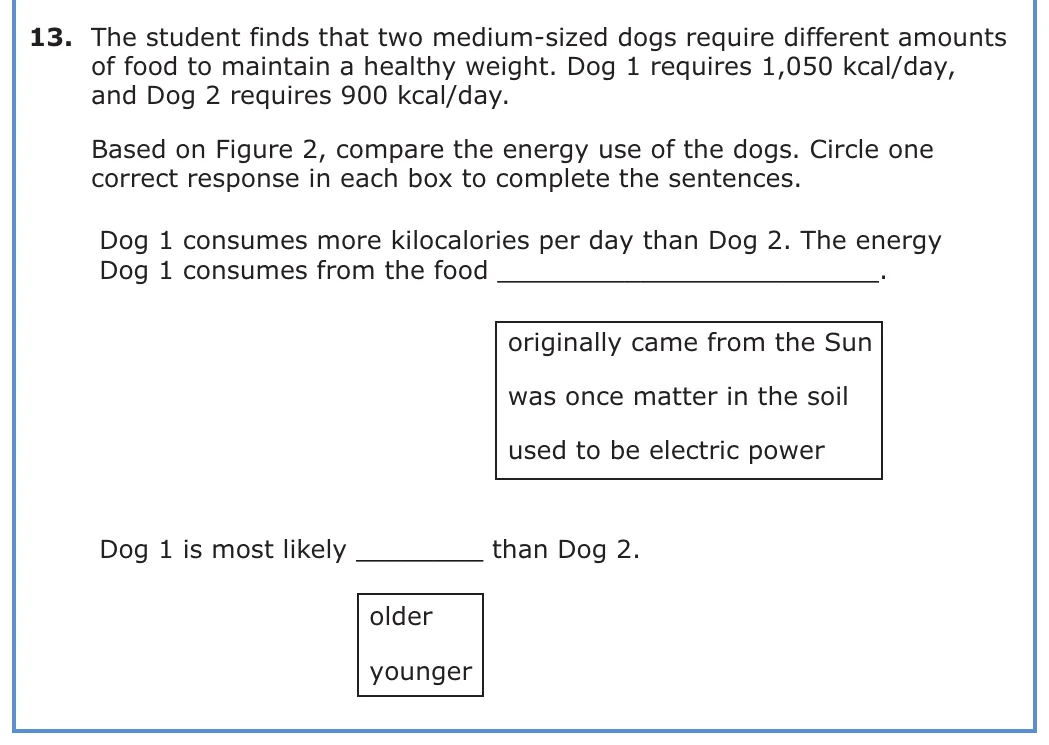 13. The student finds that two medium-sized dogs require different amounts
of food to maintain a healthy weight. Dog 1 requires 1,050 kcal/day,
and Dog 2 requires 900 kcal/day.
Based on Figure 2, compare the energy use of the dogs. Circle one
correct response in each box to complete the sentences.
Dog 1 consumes more kilocalories per day than Dog 2. The energy
Dog 1 consumes from the food ____________________________.
originally came from the Sun
was once matter in the soil
used to be electric power
Dog 1 is most likely _________ than Dog 2.
older
younger